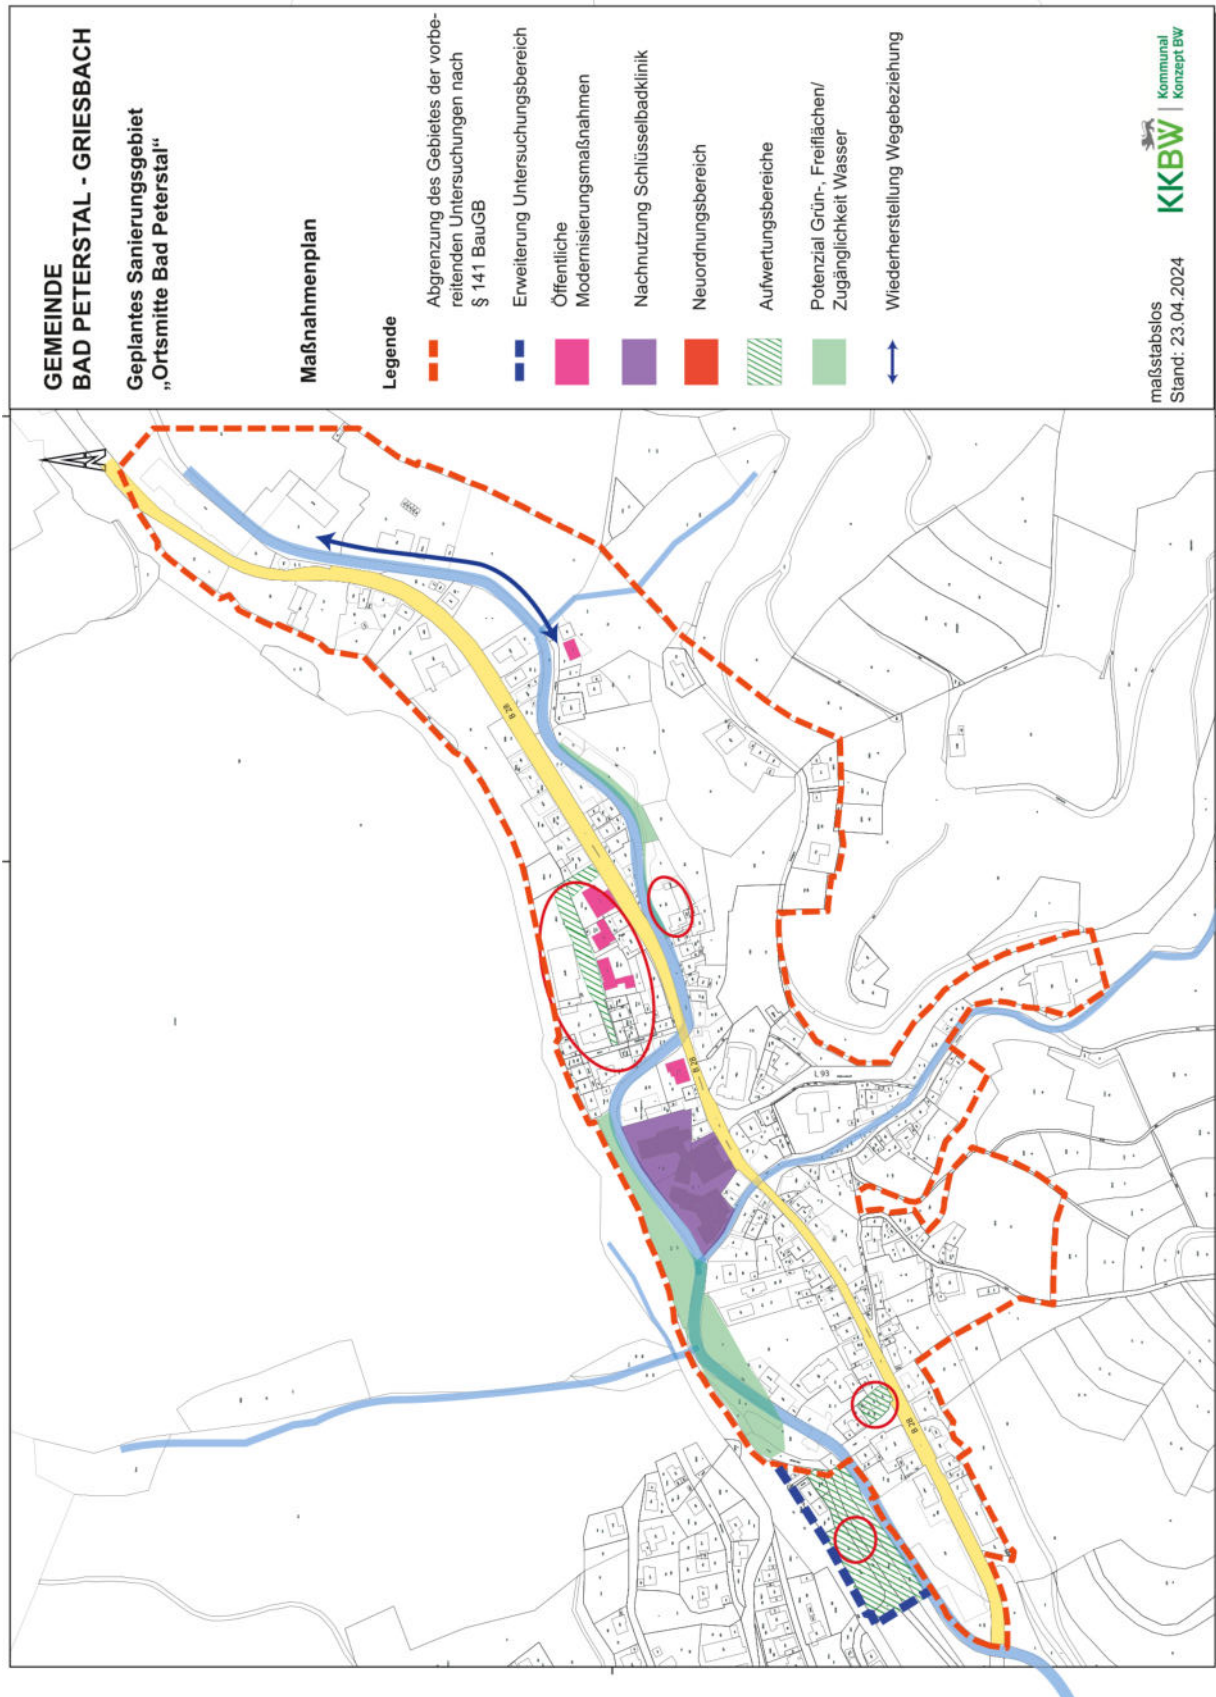 GEMEINDE
BAD PETERSTAL - GRIESBACH
Geplantes Sanierungsgebiet
„Ortsmitte Bad Peterstal“
Maßnahmenplan
Legende
Abgrenzung des Gebietes der vorbe-
reitenden Untersuchungen nach
§ 141 BauGB
Erweiterung Untersuchungsbereich
Öffentliche
Modernisierungsmaßnahmen
Nachnutzung Schlüsselbadklinik
Neuordnungsbereich
Aufwertungsbereiche
Potenzial Grün-, Freiflächen/
Zugänglichkeit Wasser
Wiederherstellung Wegebeziehung
maßstabslos
Stand: 23.04.2024
KKBW
Kommunal
Konzept BW
N
B 28
B 28
B 28
L 93